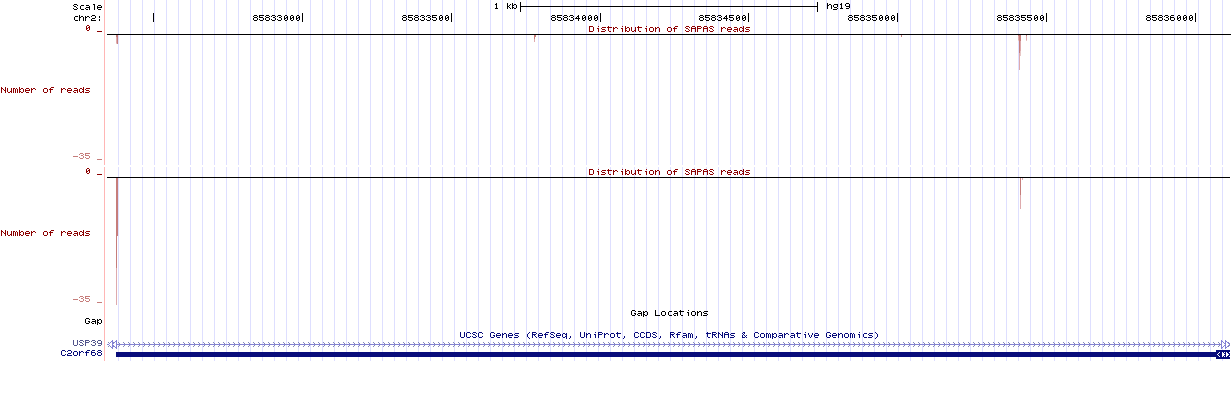 Scale 1 kb hg19
chr2: 85833000 85833500 85834000 85834500 85835000 85835500 85836000
0 _ Distribution of SAPAS reads
Number of reads
-35 _
0 _ Distribution of SAPAS reads
Number of reads
-35 _
Gap Locations
Gap
UCSC Genes (RefSeq, UniProt, CCDS, Rfam, tRNAs & Comparative Genomics)
USP39
C2orf68